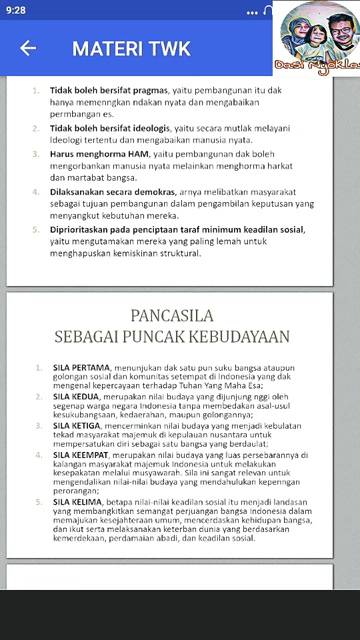 9:28
MATERI TWK
Dasi Nyoklas
1. Tidak boleh bersifat pragmas, yaitu pembangunan itu dak
hanya memenngkan ndakan nyata dan mengabaikan
permbangan es.
2. Tidak boleh bersifat ideologis, yaitu secara mutlak melayani
Ideologi tertentu dan mengabaikan manusia nyata.
3. Harus menghorma HAM, yaitu pembangunan dak boleh
mengorbankan manusia nyata melainkan menghorma harkat
dan martabat bangsa.
4. Dilaksanakan secara demokras, arnya melibatkan masyarakat
sebagai tujuan pembangunan dalam pengambilan keputusan yang
menyangkut kebutuhan mereka.
5. Diprioritaskan pada penciptaan taraf minimum keadilan sosial,
yaitu mengutamakan mereka yang paling lemah untuk
menghapuskan kemiskinan struktural.
PANCASILA
SEBAGAI PUNCAK KEBUDAYAAN
1. SILA PERTAMA, menunjukan dak satu pun suku bangsa ataupun
golongan sosial dan komunitas setempat di Indonesia yang dak
mengenal kepercayaan terhadap Tuhan Yang Maha Esa;
2. SILA KEDUA, merupakan nilai budaya yang dijunjung nggi oleh
segenap warga negara Indonesia tanpa membedakan asal-usul
kesukubangsaan, kedaerahan, maupun golongannya;
3. SILA KETIGA, mencerminkan nilai budaya yang menjadi kebulatan
tekad masyarakat majemuk di kepulauan nusantara untuk
mempersatukan diri sebagai satu bangsa yang berdaulat;
4. SILA KEEMPAT, merupakan nilai budaya yang luas persebarannya di
kalangan masyarakat majemuk Indonesia untuk melakukan
kesepakatan melalui musyawarah. Sila ini sangat relevan untuk
mengendalikan nilai-nilai budaya yang mendahulukan kepenngan
perorangan;
5. SILA KELIMA, betapa nilai-nilai keadilan sosial itu menjadi landasan
yang membangkitkan semangat perjuangan bangsa Indonesia dalam
memajukan kesejahteraan umum, mencerdaskan kehidupan bangsa,
dan ikut serta melaksanakan keterban dunia yang berdasarkan
kemerdekaan, perdamaian abadi, dan keadilan sosial.